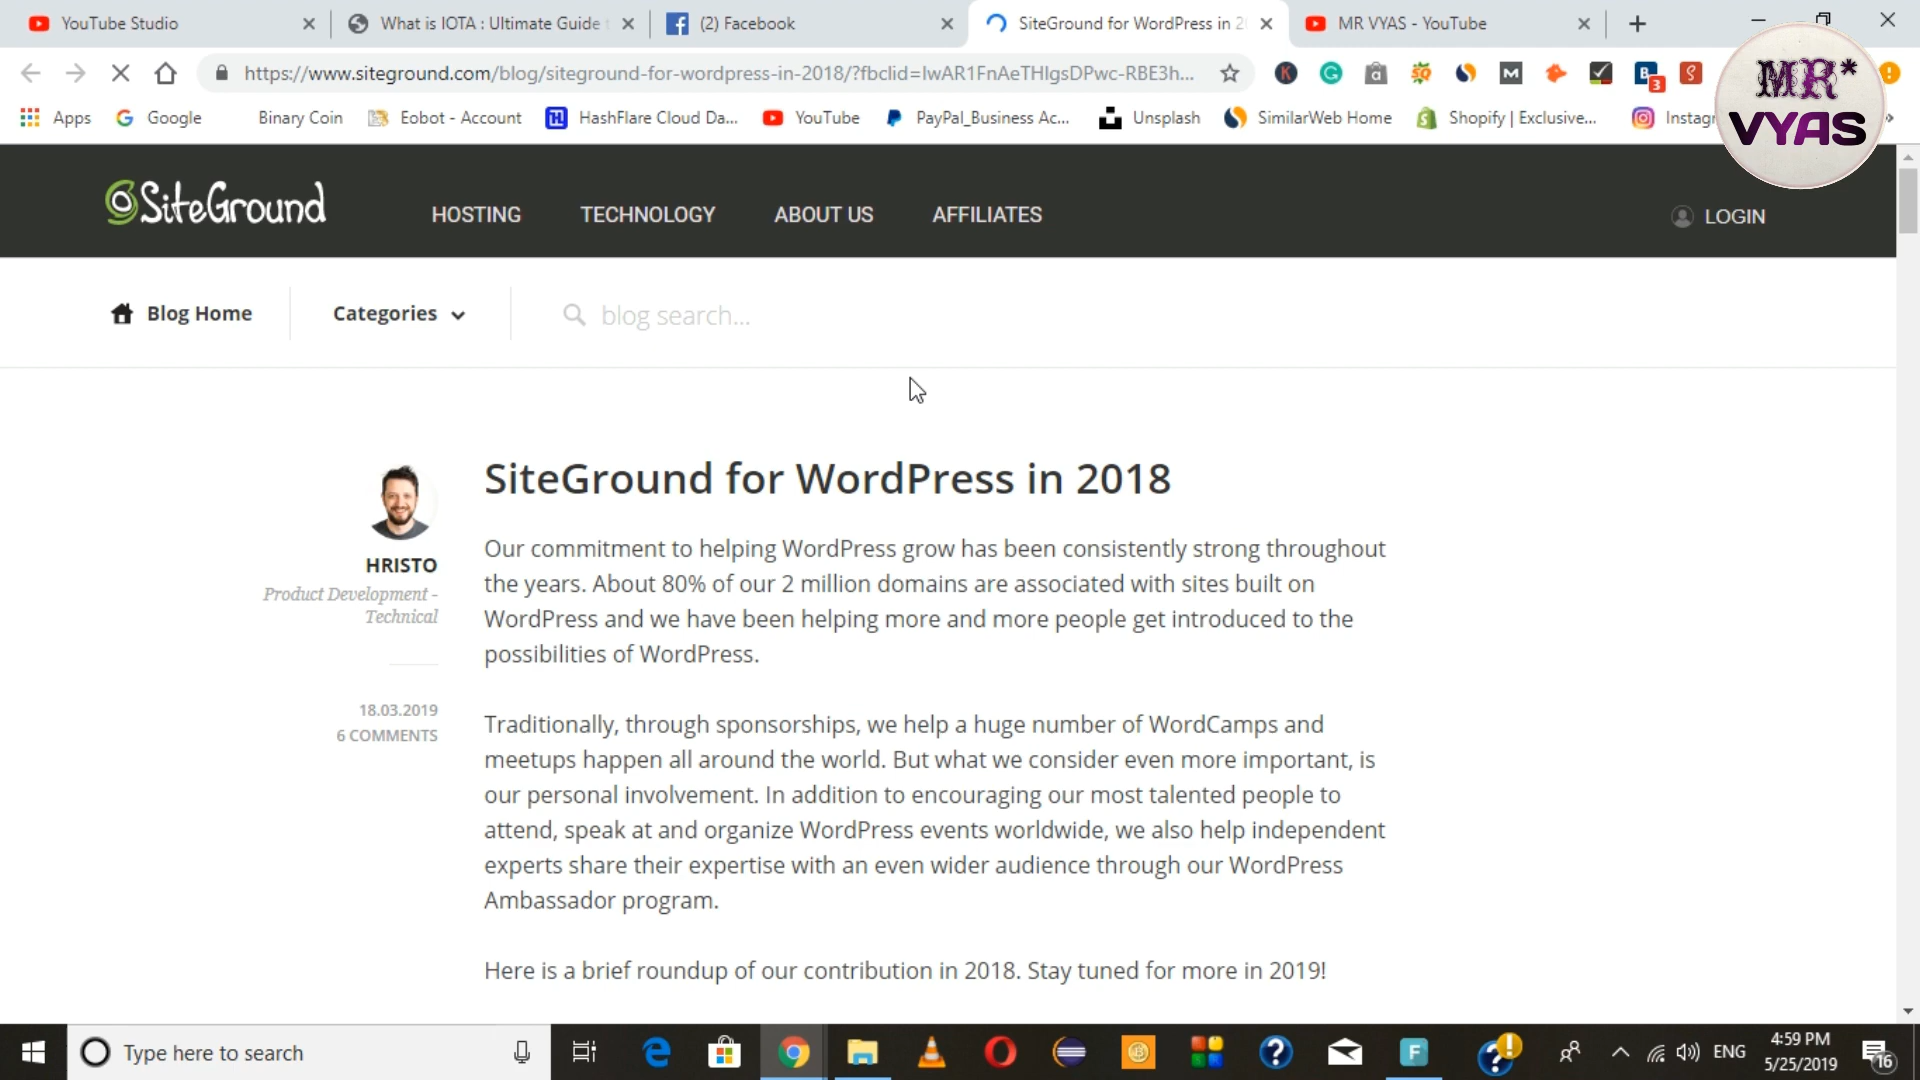 YouTube Studio
What is IOTA : Ultimate Guide
(2) Facebook
SiteGround for WordPress in 2
MR VYAS - YouTube
https://www.siteground.com/blog/siteground-for-wordpress-in-2018/?fbclid=IwAR1FnAeTHIgsDPwc-RBE3h...
Apps
Google
Binary Coin
Eobot - Account
HashFlare Cloud Da...
YouTube
PayPal_Business Ac...
Unsplash
SimilarWeb Home
Shopify | Exclusive...
Instag
MR*
VYAS
SiteGround
HOSTING
TECHNOLOGY
ABOUT US
AFFILIATES
LOGIN
Blog Home
Categories
blog search...
HRISTO
Product Development -
Technical
18.03.2019
6 COMMENTS
SiteGround for WordPress in 2018
Our commitment to helping WordPress grow has been consistently strong throughout
the years. About 80% of our 2 million domains are associated with sites built on
WordPress and we have been helping more and more people get introduced to the
possibilities of WordPress.
Traditionally, through sponsorships, we help a huge number of WordCamps and
meetups happen all around the world. But what we consider even more important, is
our personal involvement. In addition to encouraging our most talented people to
attend, speak at and organize WordPress events worldwide, we also help independent
experts share their expertise with an even wider audience through our WordPress
Ambassador program.
Here is a brief roundup of our contribution in 2018. Stay tuned for more in 2019!
Type here to search
ENG
4:59 PM
5/25/2019
16